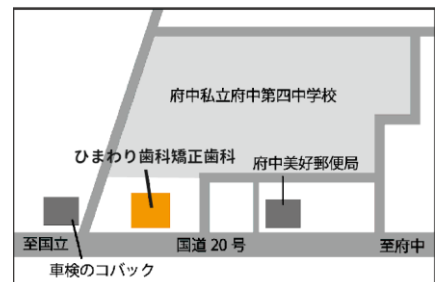 府中私立府中第四中学校
ひまわり歯科矯正歯科
府中美好郵便局
至国立
国道20号
至府中
車検のコバック